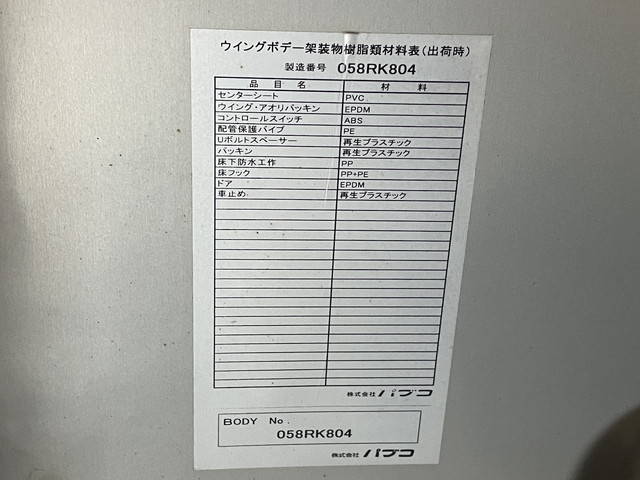 ウイングボデー架装物樹脂類材料表(出荷時)
製造番号 058RK804
品目名 材料
センターシート PVC
ウイング・アオリパッキン EPDM
コントロールスイッチ ABS
配管保護パイプ PE
Uボルトスペーサー 再生プラスチック
パッキン 再生プラスチック
床下防水工作 PP
床フック PP+PE
ドア EPDM
車止め 再生プラスチック
株式会社パブコ
BODY No.
058RK804
株式会社パブコ